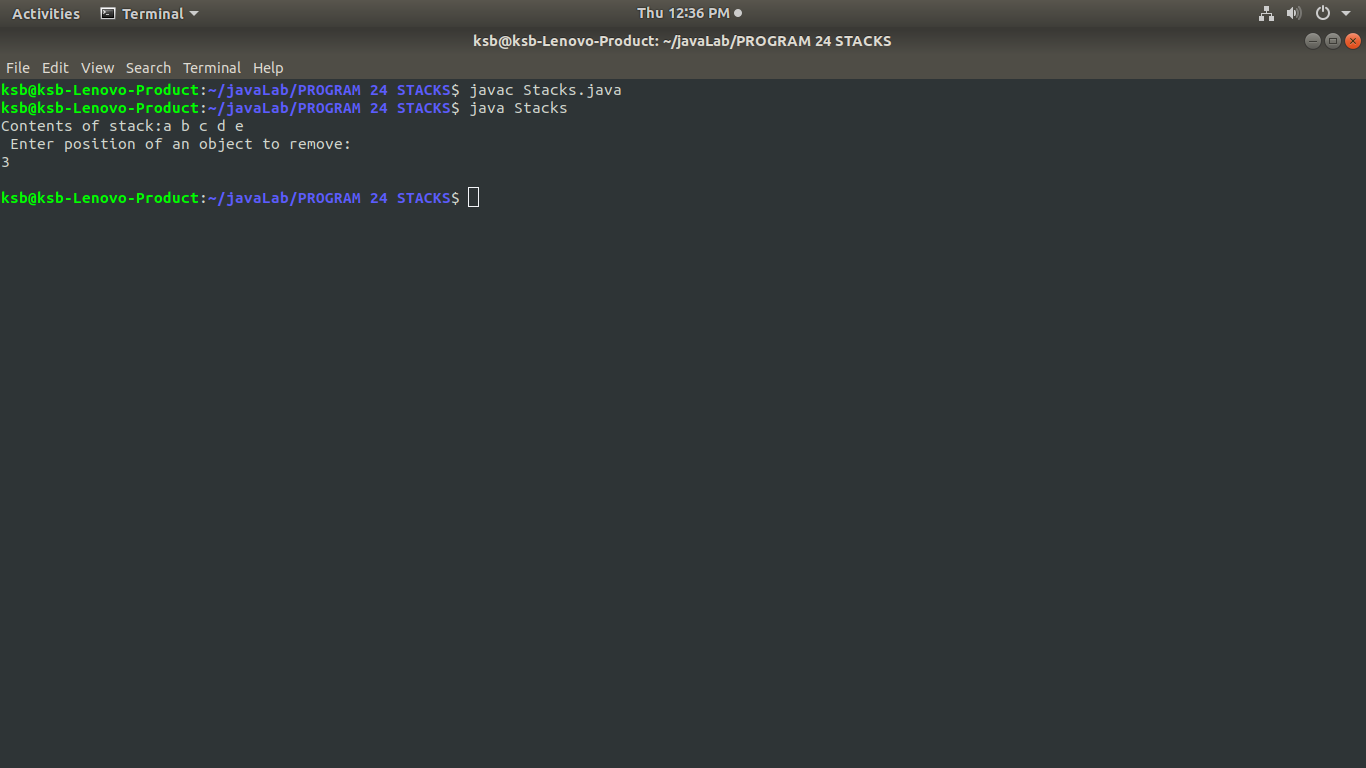 Activities Terminal Thu 12:36 PM
ksb@ksb-Lenovo-Product: ~/javaLab/PROGRAM 24 STACKS
File Edit View Search Terminal Help
ksb@ksb-Lenovo-Product:~/javaLab/PROGRAM 24 STACKS$ javac Stacks.java
ksb@ksb-Lenovo-Product:~/javaLab/PROGRAM 24 STACKS$ java Stacks
Contents of stack:a b c d e
 Enter position of an object to remove:
3
ksb@ksb-Lenovo-Product:~/javaLab/PROGRAM 24 STACKS$